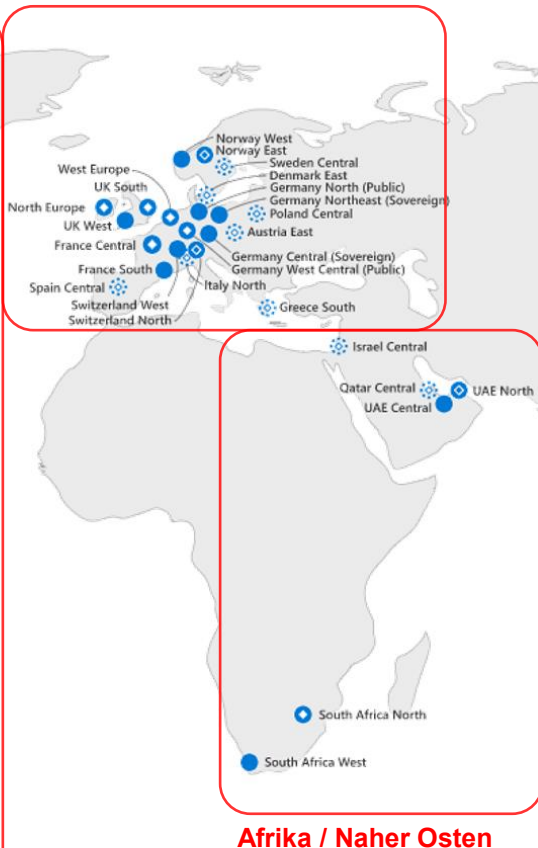 Norway West
Norway East
Sweden Central
Denmark East
Germany North (Public)
Germany Northeast (Sovereign)
Poland Central
Austria East
West Europe
UK South
North Europe
UK West
France Central
Germany Central (Sovereign)
Germany West Central (Public)
France South
Italy North
Spain Central
Switzerland West
Switzerland North
Greece South
Israel Central
Qatar Central
UAE North
UAE Central
South Africa North
South Africa West
Afrika / Naher Osten